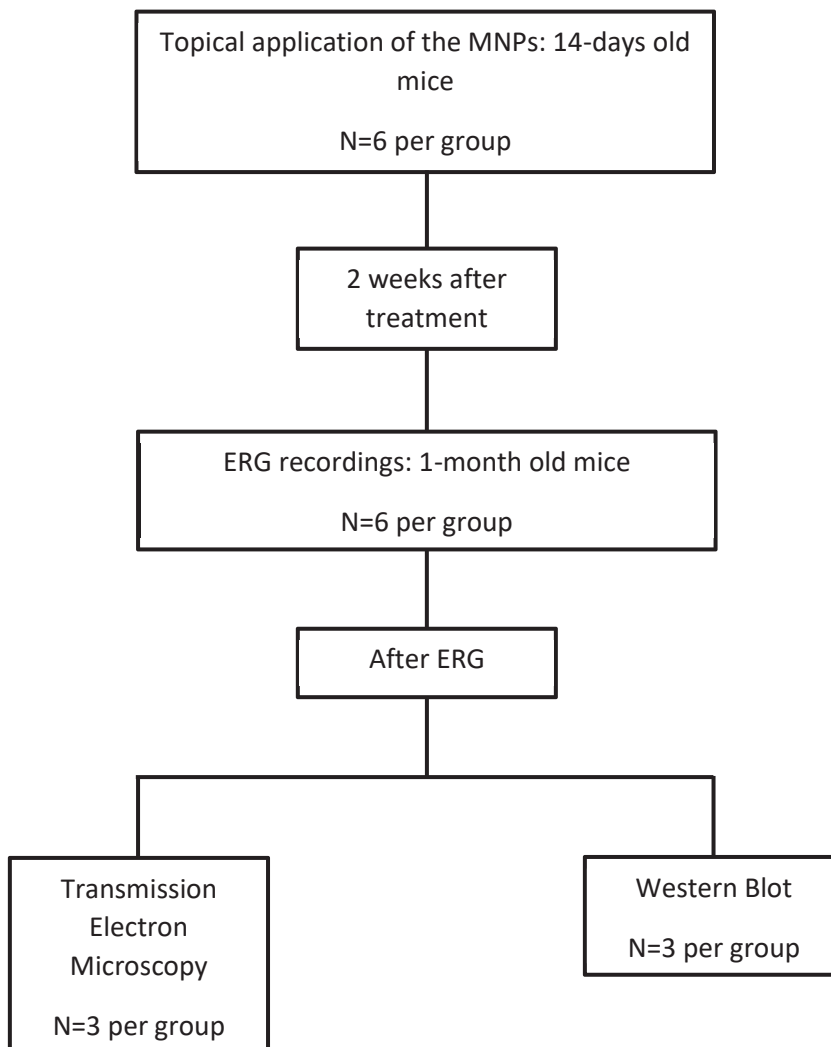 Topical application of the MNPs: 14-days old
mice
N=6 per group
2 weeks after
treatment
ERG recordings: 1-month old mice
N=6 per group
After ERG
Transmission
Electron
Microscopy
N=3 per group
Western Blot
N=3 per group